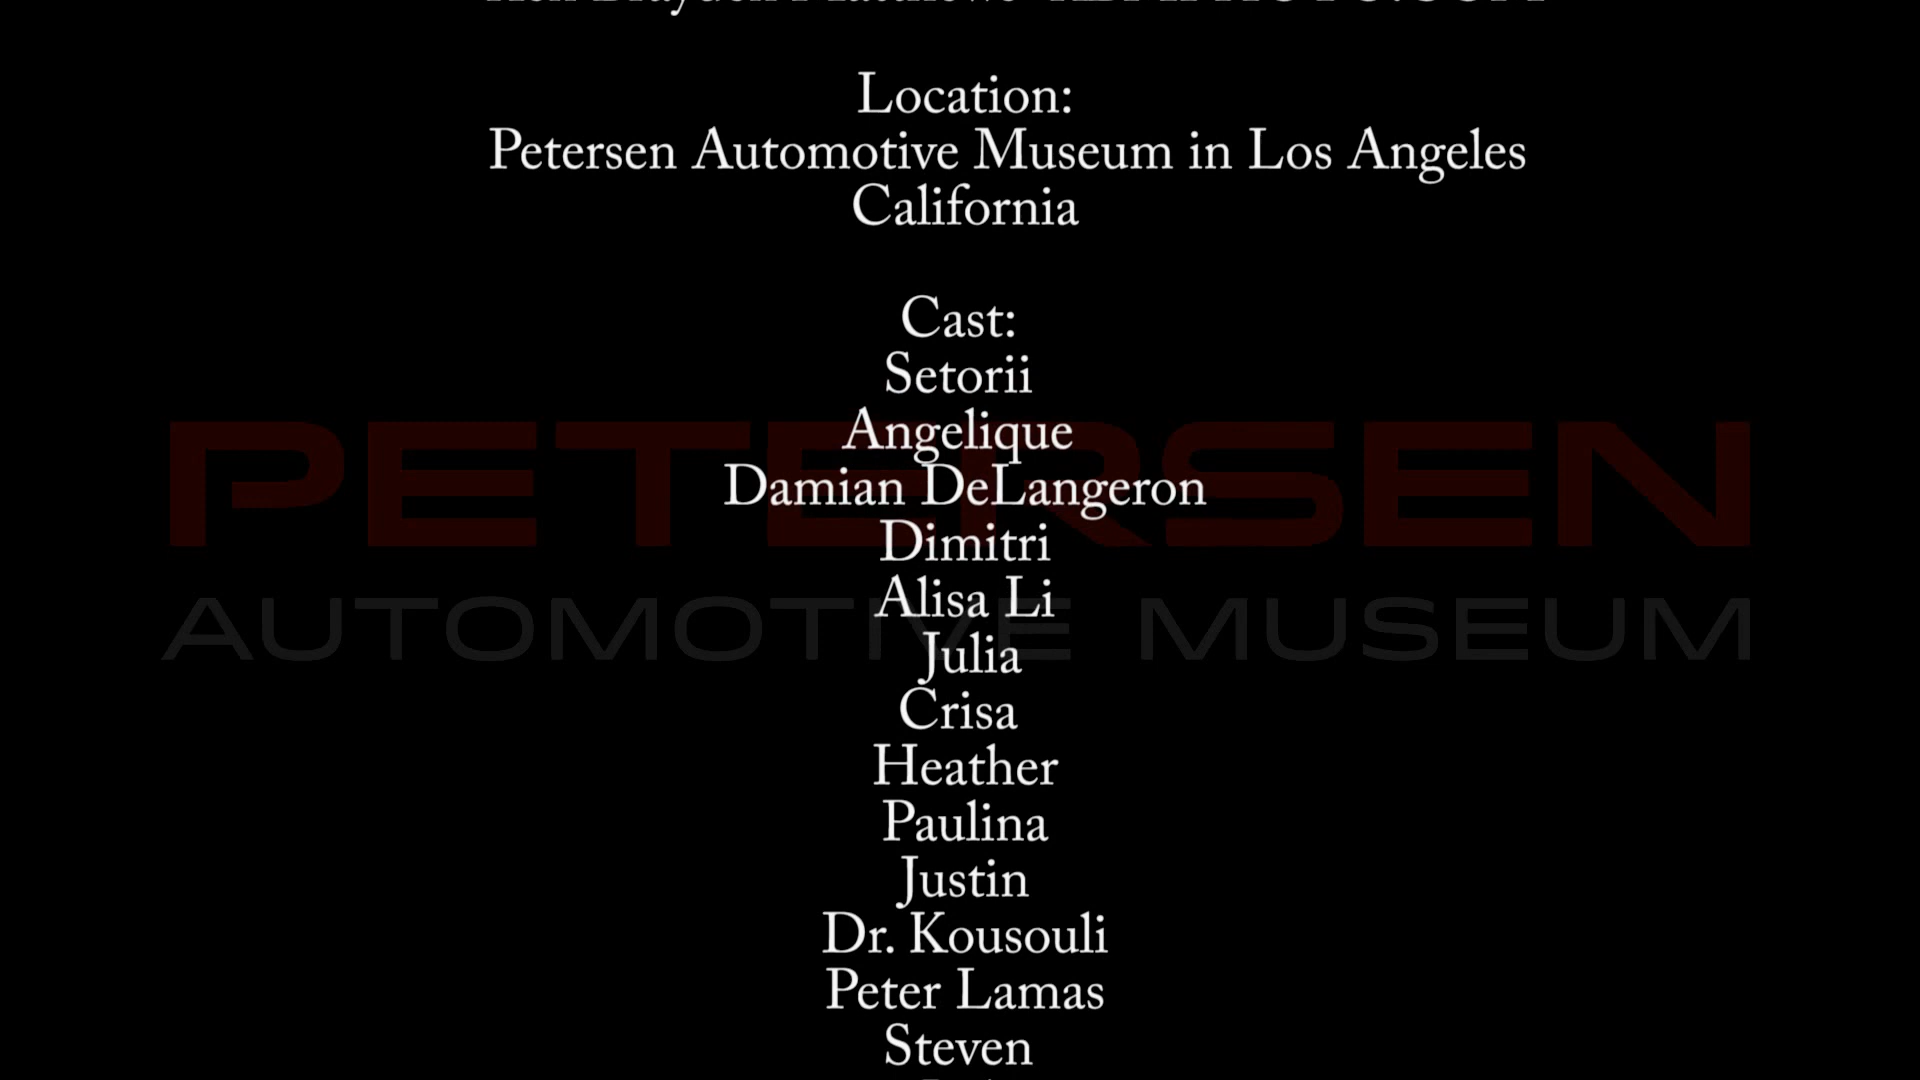 Location:
Petersen Automotive Museum in Los Angeles
California
Cast:
Setorii
Angelique
Damian DeLangeron
Dimitri
Alisa Li
Julia
Crisa
Heather
Paulina
Justin
Dr. Kousouli
Peter Lamas
Steven
PETERSEN
AUTOMOTIVE MUSEUM